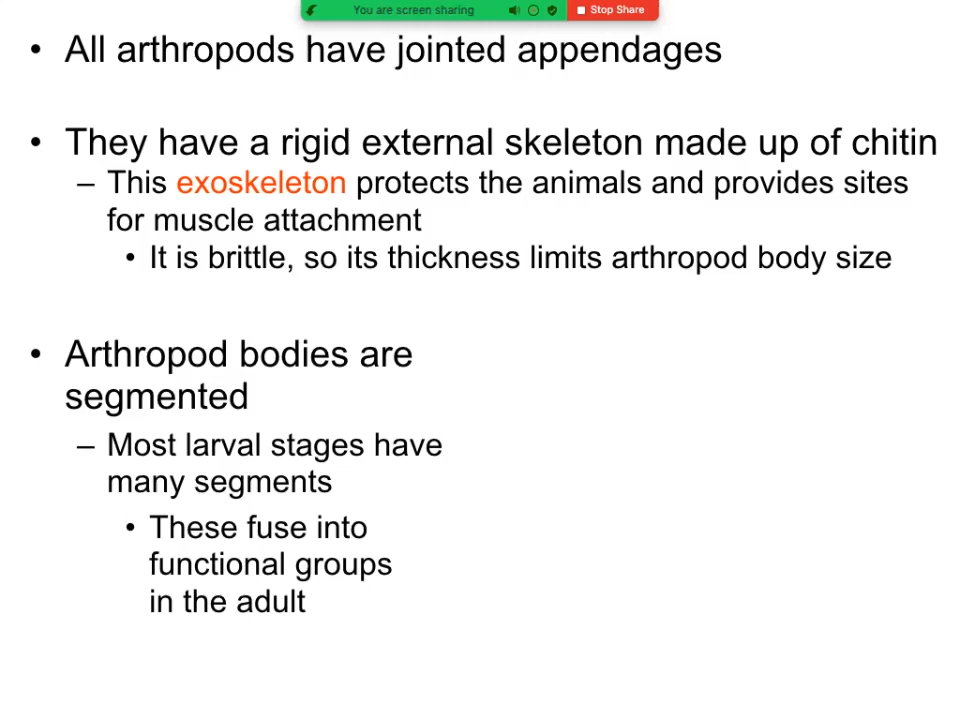 You are screen sharing
Stop Share
• All arthropods have jointed appendages
• They have a rigid external skeleton made up of chitin
– This exoskeleton protects the animals and provides sites
for muscle attachment
• It is brittle, so its thickness limits arthropod body size
• Arthropod bodies are
segmented
– Most larval stages have
many segments
• These fuse into
functional groups
in the adult